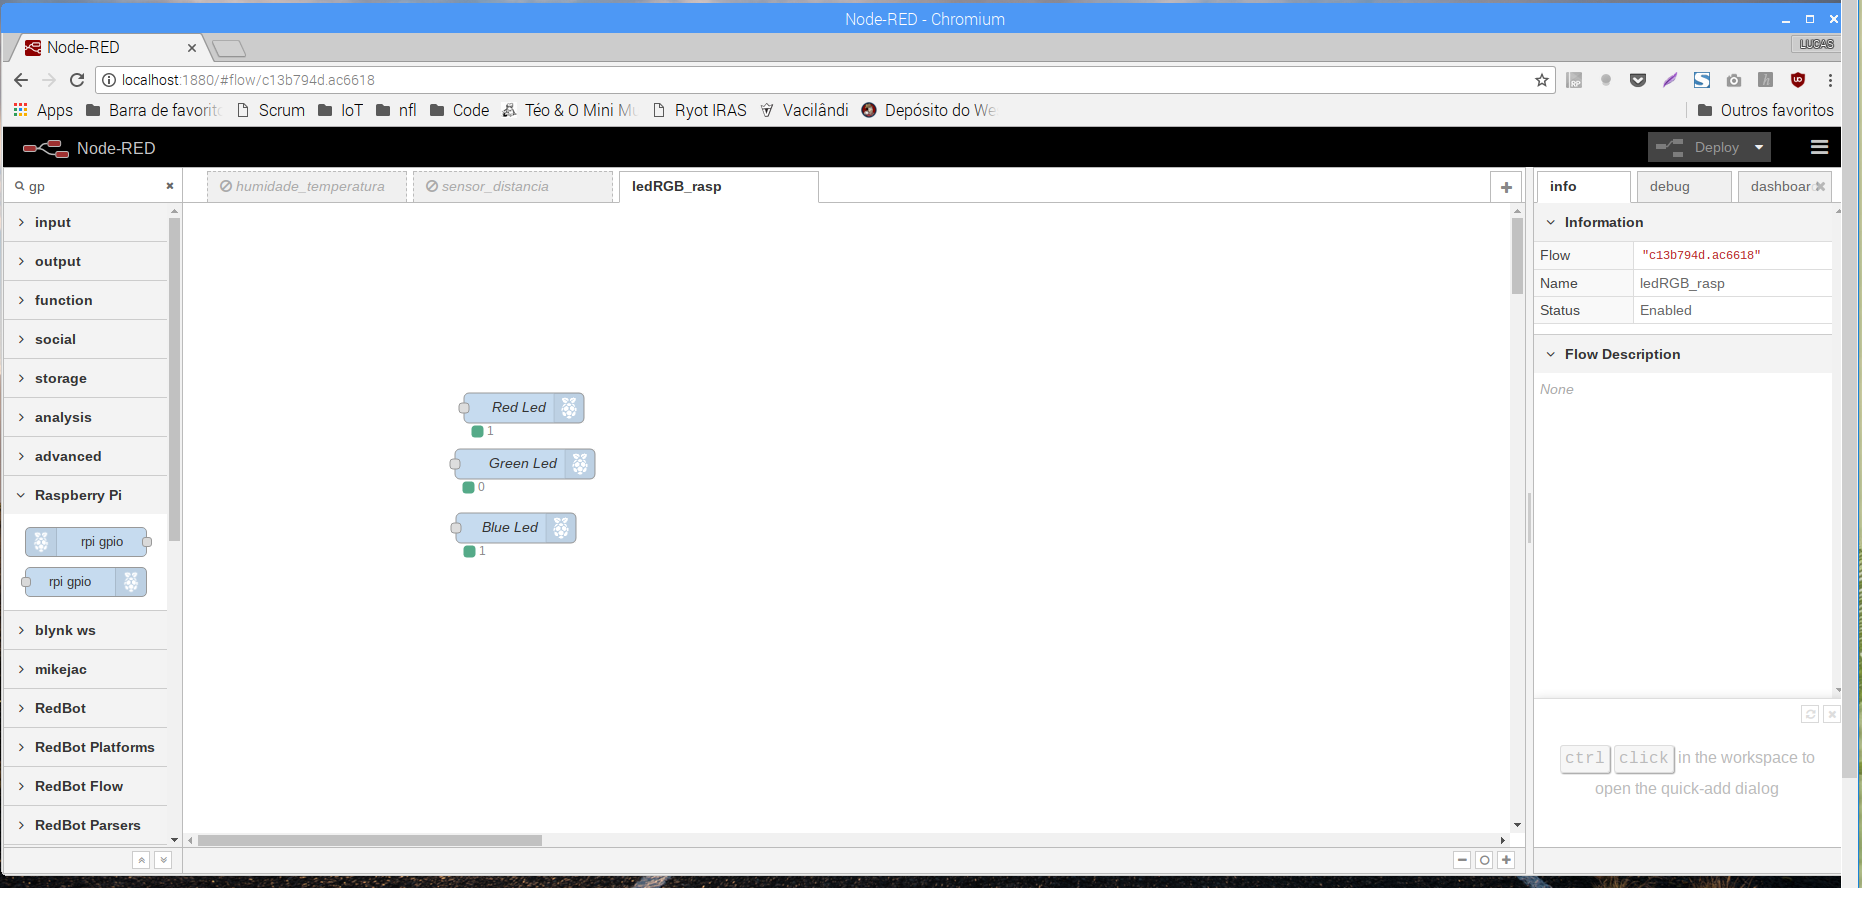 Node-RED - Chromium
Node-RED
LUCAS
localhost:1880/#flow/c13b794d.ac6618
Apps Barra de favorit Scrum IoT nfl Code Téo & O Mini M Ryot IRAS Vacilândi Depósito do We Outros favoritos
Node-RED Deploy
gp
humidade_temperatura sensor_distancia ledRGB_rasp
info debug dashboar
input
output
function
social
storage
analysis
advanced
Raspberry Pi
rpi gpio
rpi gpio
blynk ws
mikejac
RedBot
RedBot Platforms
RedBot Flow
RedBot Parsers
Red Led
1
Green Led
0
Blue Led
1
Information
Flow "c13b794d.ac6618"
Name ledRGB_rasp
Status Enabled
Flow Description
None
ctrl click in the workspace to
open the quick-add dialog